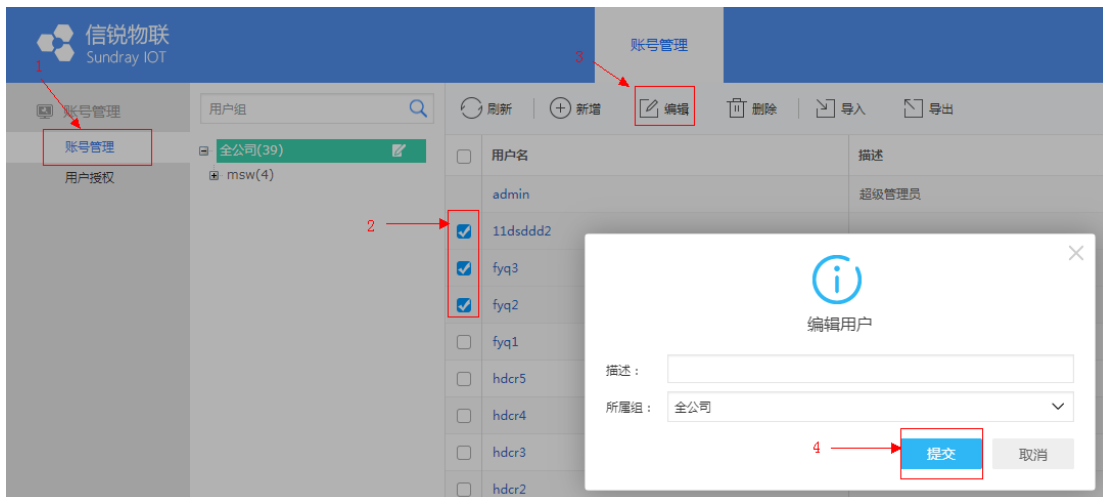 信锐物联
Sundray IOT
账号管理
1
3
账号管理
用户组
刷新
新增
编辑
删除
导入
导出
账号管理
用户授权
全公司(39)
msw(4)
用户名
描述
admin
超级管理员
2
11dsddd2
fyq3
fyq2
fyq1
hdcr5
hdcr4
hdcr3
hdcr2
编辑用户
描述：
所属组：
全公司
4
提交
取消